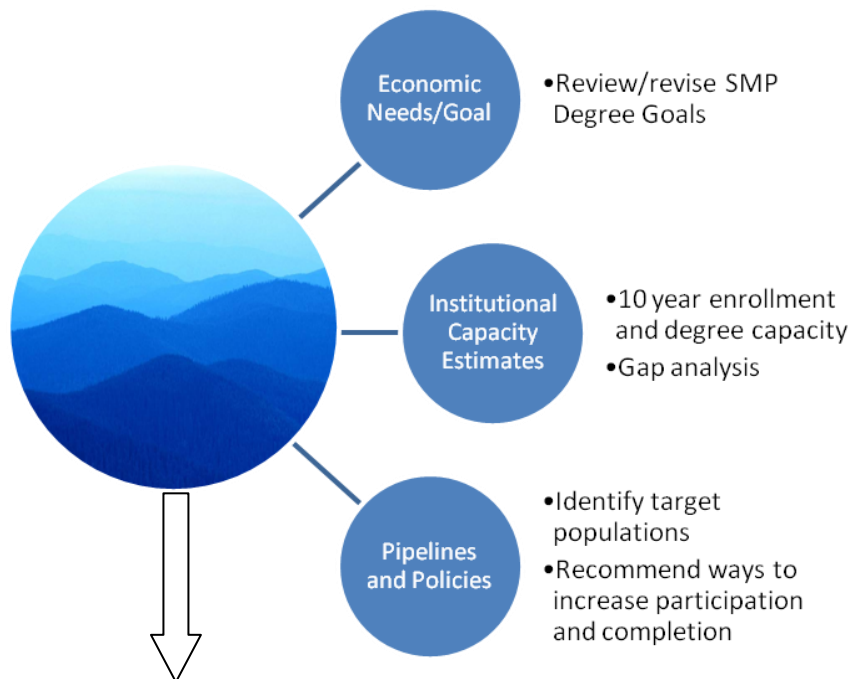 Economic
Needs/Goal
•Review/revise SMP
Degree Goals
Institutional
Capacity
Estimates
•10 year enrollment
and degree capacity
•Gap analysis
Pipelines
and Policies
•Identify target
populations
•Recommend ways to
increase participation
and completion